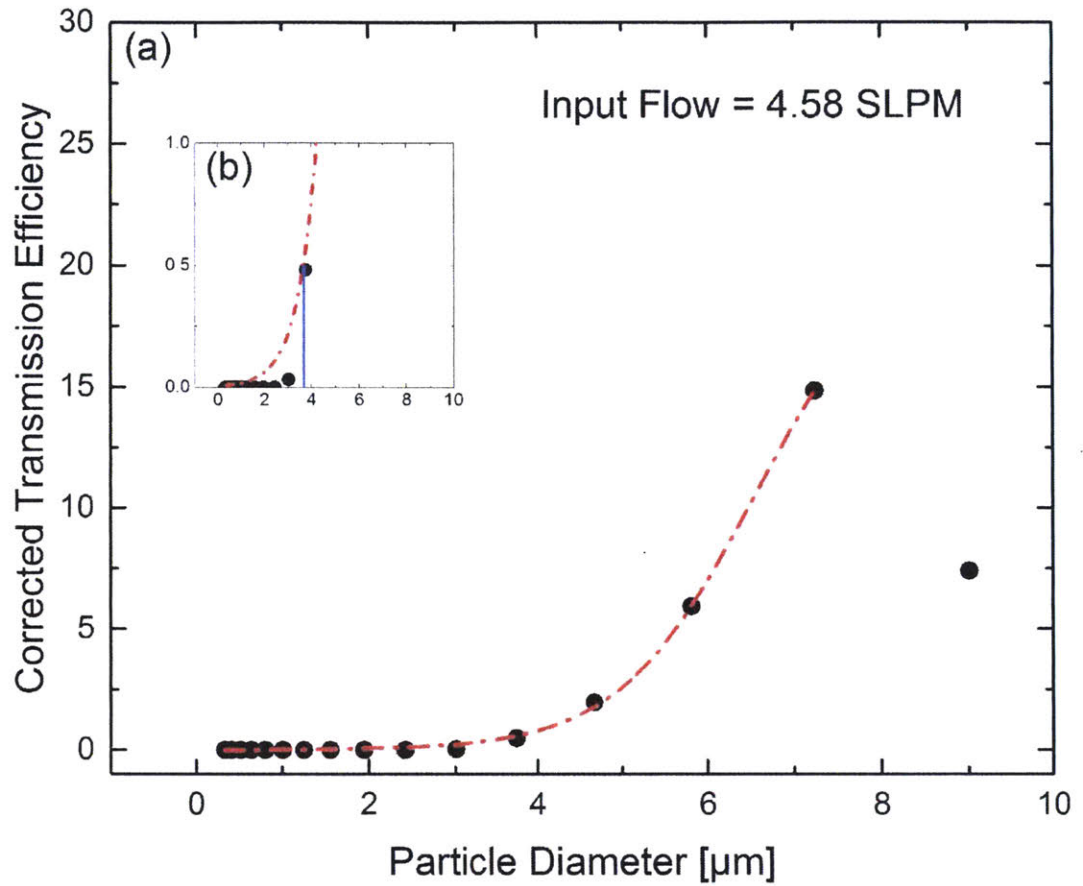 30
(a)
Input Flow = 4.58 SLPM
25
1.0
(b)
20
0 5
15
0.0
0 2 4 6 8 10
10
5
0
0 2 4 6 8 10
Corrected Transmission Efficiency
Particle Diameter [µm]